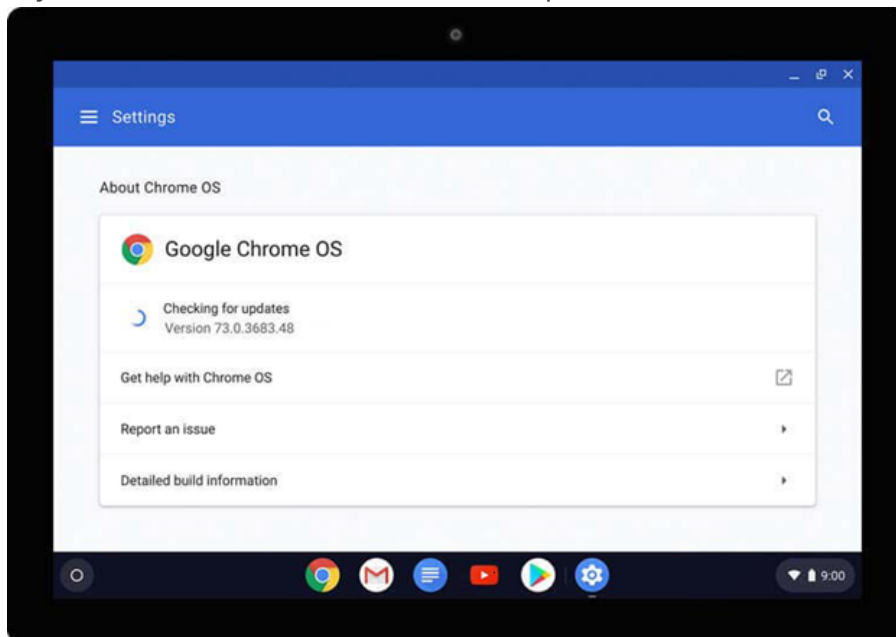 Settings
About Chrome OS
Google Chrome OS
Checking for updates
Version 73.0.3683.48
Get help with Chrome OS
Report an issue
Detailed build information
9:00